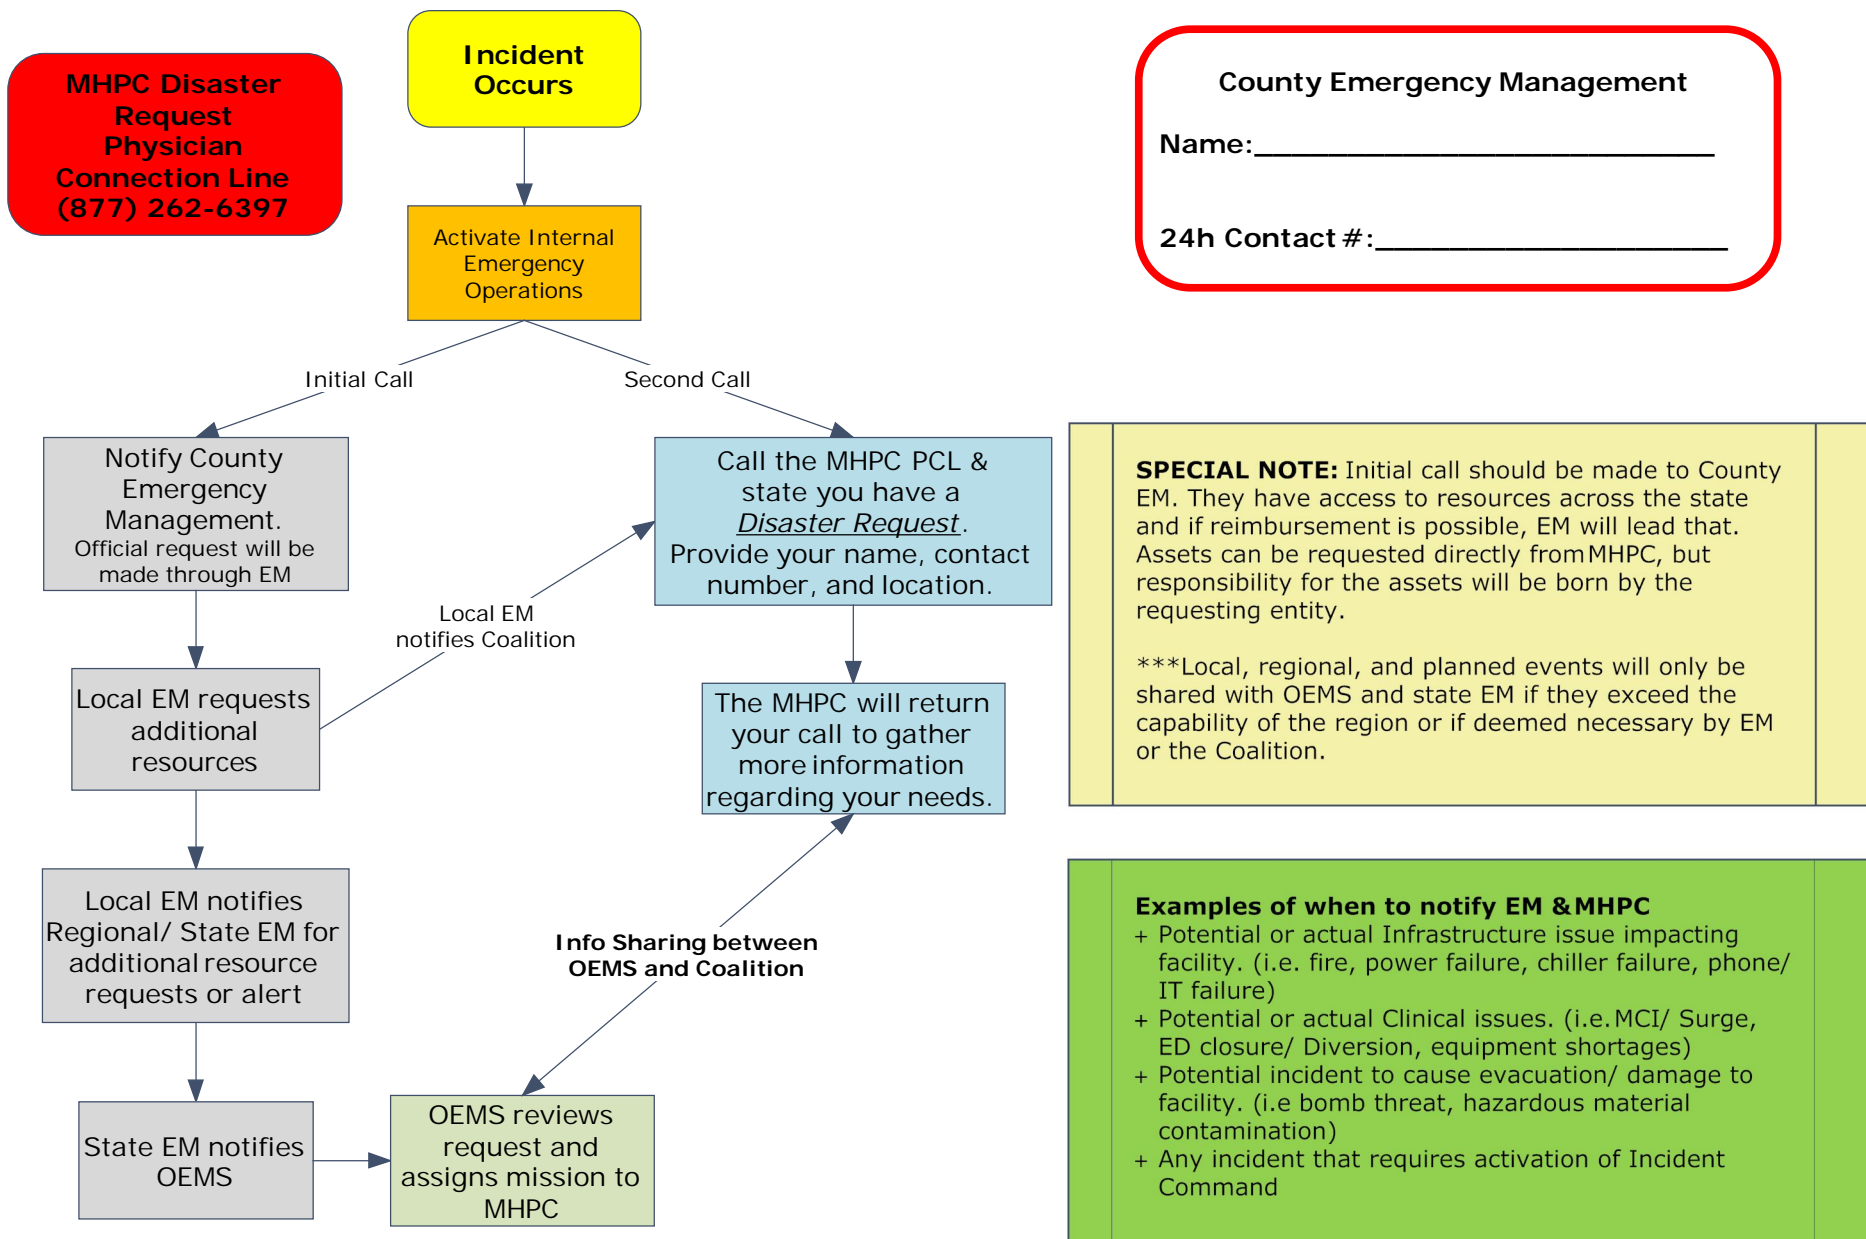 MHPC Disaster
Request
Physician
Connection Line
(877) 262-6397
Incident
Occurs
County Emergency Management
Name:______________________________
24h Contact #:_______________________
Activate Internal
Emergency
Operations
Initial Call
Second Call
Notify County
Emergency
Management.
Official request will be
made through EM
Call the MHPC PCL &
state you have a
Disaster Request.
Provide your name, contact
number, and location.
Local EM
notifies Coalition
Local EM requests
additional
resources
The MHPC will return
your call to gather
more information
regarding your needs.
Local EM notifies
Regional/ State EM for
additional resource
requests or alert
Info Sharing between
OEMS and Coalition
State EM notifies
OEMS
OEMS reviews
request and
assigns mission to
MHPC
SPECIAL NOTE: Initial call should be made to County
EM. They have access to resources across the state
and if reimbursement is possible, EM will lead that.
Assets can be requested directly from MHPC, but
responsibility for the assets will be born by the
requesting entity.
***Local, regional, and planned events will only be
shared with OEMS and state EM if they exceed the
capability of the region or if deemed necessary by EM
or the Coalition.
Examples of when to notify EM & MHPC
+ Potential or actual Infrastructure issue impacting
facility. (i.e. fire, power failure, chiller failure, phone/
IT failure)
+ Potential or actual Clinical issues. (i.e. MCI/ Surge,
ED closure/ Diversion, equipment shortages)
+ Potential incident to cause evacuation/ damage to
facility. (i.e bomb threat, hazardous material
contamination)
+ Any incident that requires activation of Incident
Command